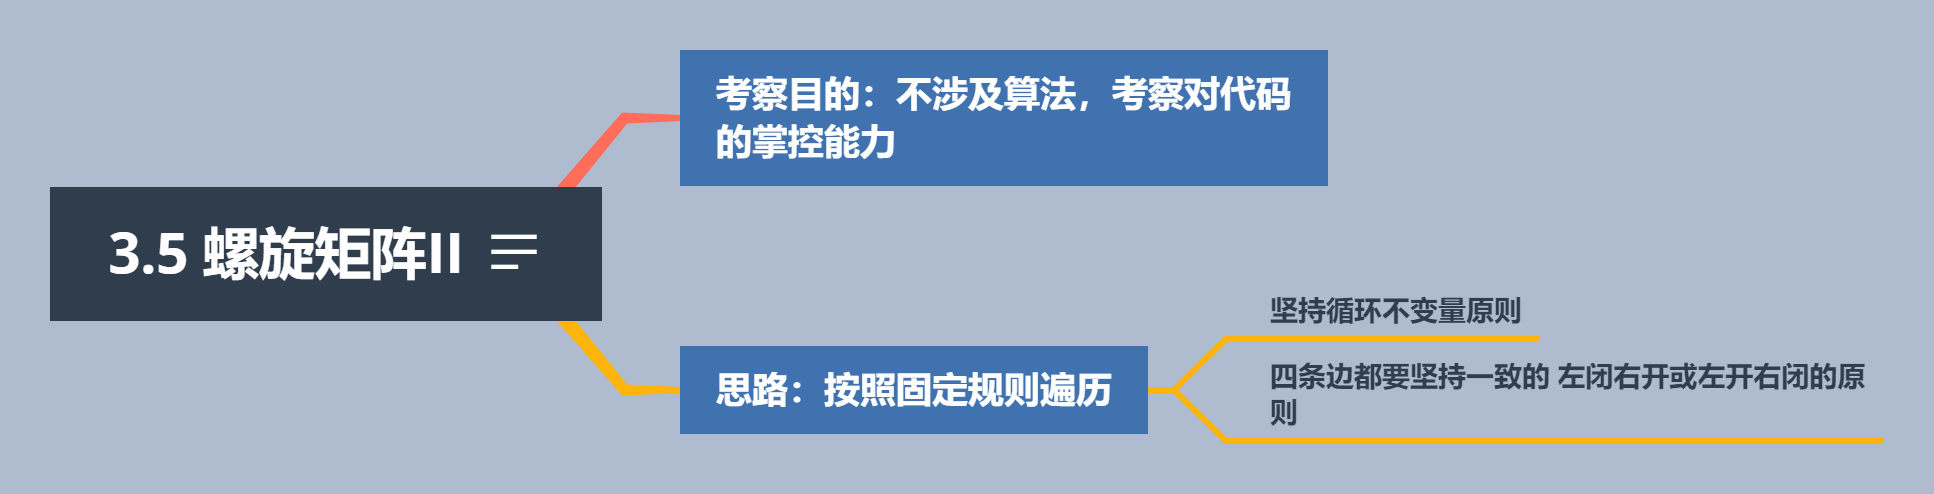 考察目的：不涉及算法，考察对代码
的掌控能力
3.5 螺旋矩阵II
坚持循环不变量原则
思路：按照固定规则遍历
四条边都要坚持一致的 左闭右开或左开右闭的原
则